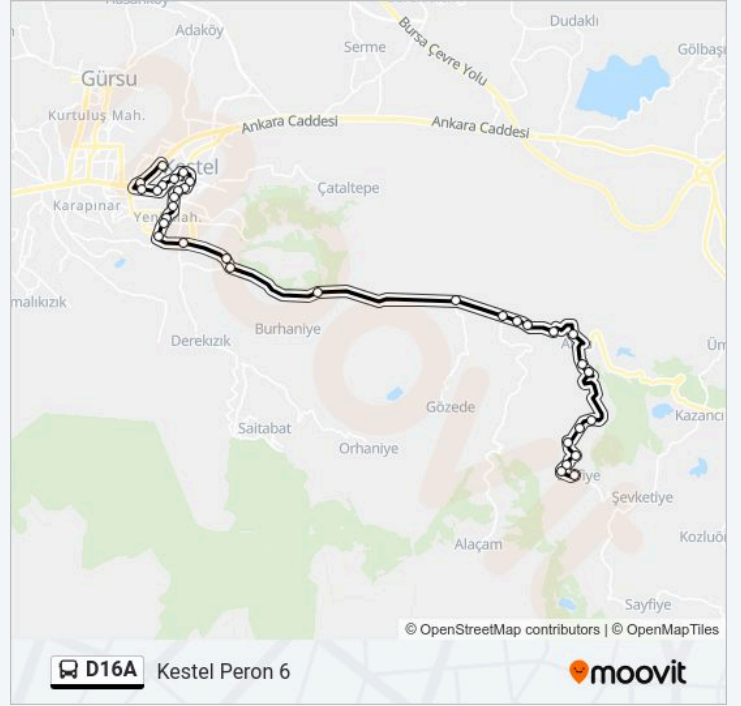 Adaköy
Dudaklı
Serme
Bursa Çevre Yolu
Gölbaşı
Gürsu
Kurtuluş Mah.
Ankara Caddesi
Ankara Caddesi
Kestel
Çataltepe
Karapınar
Yeni Mah.
malıkızık
Burhaniye
Derekızık
Üm
Gözede
Kazancı
Saitabat
Orhaniye
iye
Şevketiye
Alaçam
Kozluö
Sayfiye
© OpenStreetMap contributors | © OpenMapTiles
D16A Kestel Peron 6
moovit